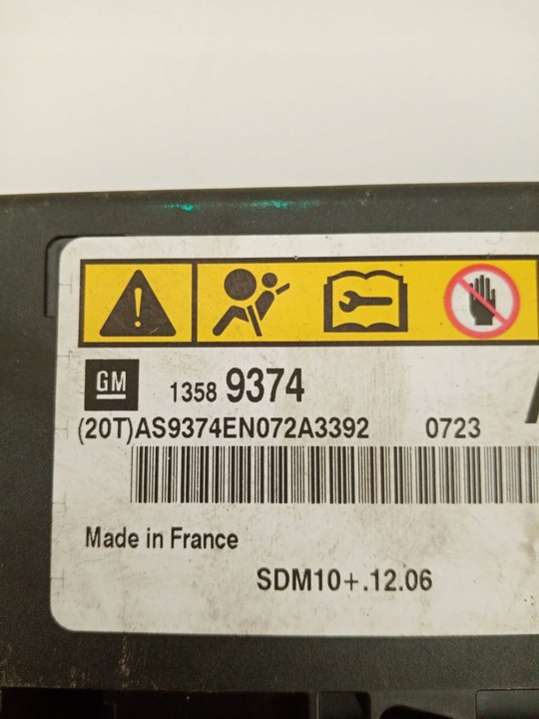 GM 1358 9374
(20T)AS9374EN072A3392 0723
Made in France
SDM10+.12.06